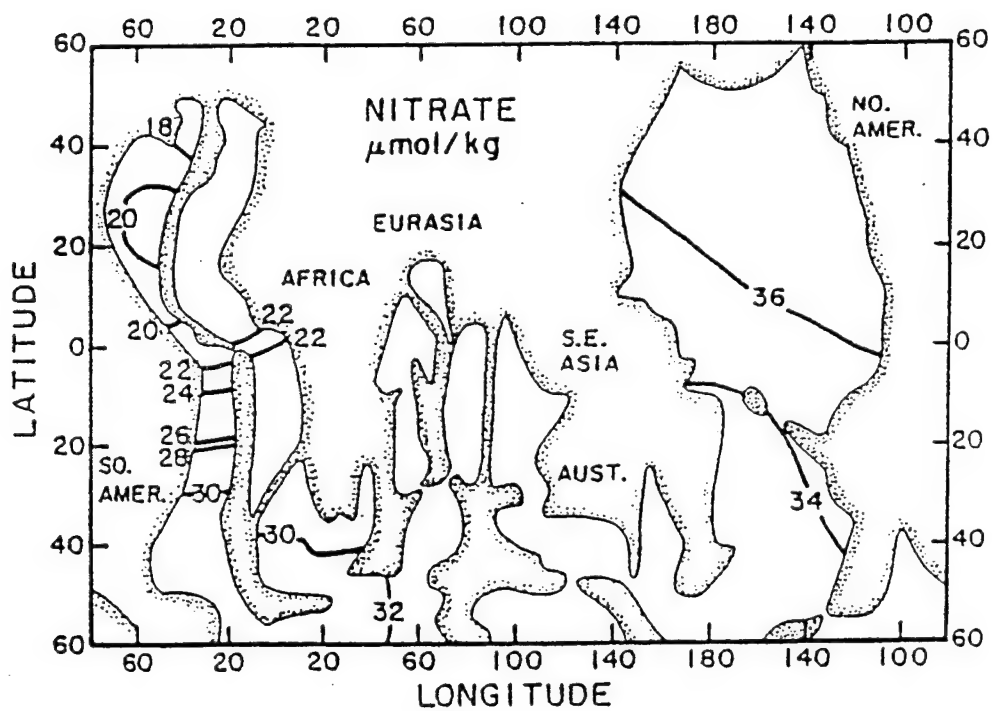 60 20 20 60 100 140 180 140 100
60 60
NITRATE
μmol/kg
NO.
AMER.
18
40 40
EURASIA
20
20 20
AFRICA
36
20 22
22
0 0
S.E.
ASIA
22
24
26
20 20
28
SO.
AMER.
30
AUST.
34
30
40 40
32
60 60
60 20 20 60 100 140 180 140 100
LATITUDE
LONGITUDE